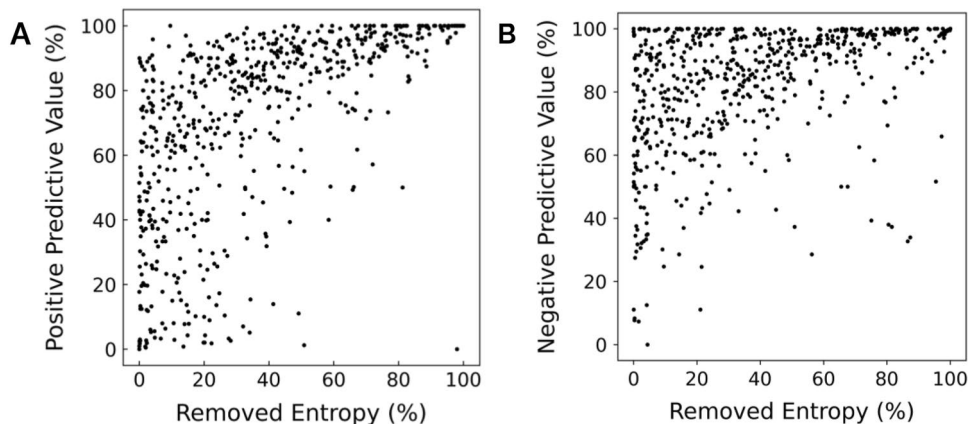 A
Positive Predictive Value (%)
100
80
60
40
20
0
0 20 40 60 80 100
Removed Entropy (%)
B
Negative Predictive Value (%)
100
80
60
40
20
0
0 20 40 60 80 100
Removed Entropy (%)